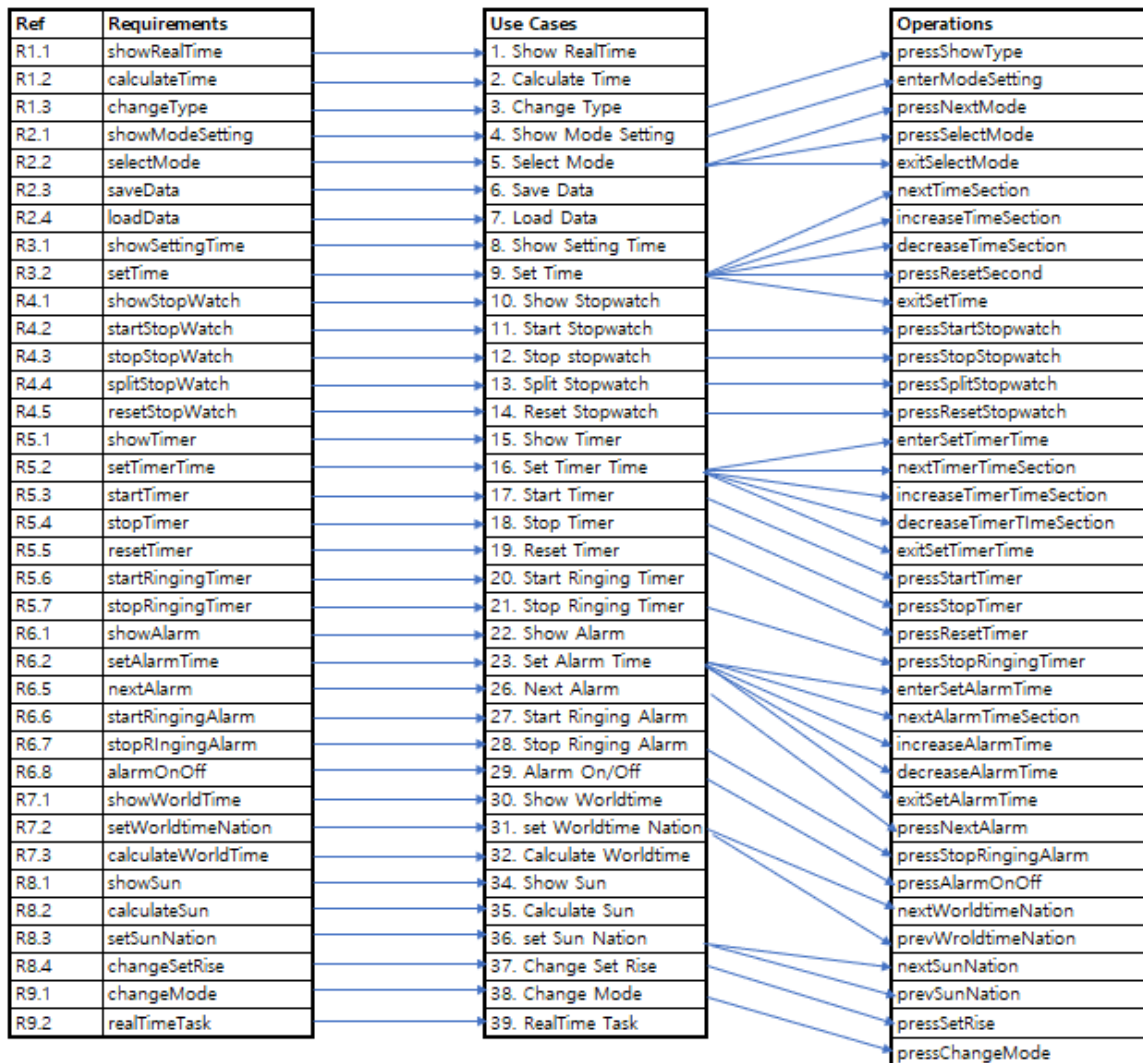 Ref Requirements Use Cases Operations
R1.1 showRealTime 1. Show RealTime pressShowType
R1.2 calculateTime 2. Calculate Time enterModeSetting
R1.3 changeType 3. Change Type pressNextMode
R2.1 showModeSetting 4. Show Mode Setting pressSelectMode
R2.2 selectMode 5. Select Mode exitSelectMode
R2.3 saveData 6. Save Data nextTimeSection
R2.4 loadData 7. Load Data increaseTimeSection
R3.1 showSettingTime 8. Show Setting Time decreaseTimeSection
R3.2 setTime 9. Set Time pressResetSecond
R4.1 showStopWatch 10. Show Stopwatch exitSetTime
R4.2 startStopWatch 11. Start Stopwatch pressStartStopwatch
R4.3 stopStopWatch 12. Stop stopwatch pressStopStopwatch
R4.4 splitStopWatch 13. Split Stopwatch pressSplitStopwatch
R4.5 resetStopWatch 14. Reset Stopwatch pressResetStopwatch
R5.1 showTimer 15. Show Timer enterSetTimerTime
R5.2 setTimerTime 16. Set Timer Time nextTimerTimeSection
R5.3 startTimer 17. Start Timer increaseTimerTimeSection
R5.4 stopTimer 18. Stop Timer decreaseTimerTImeSection
R5.5 resetTimer 19. Reset Timer exitSetTimerTime
R5.6 startRingingTimer 20. Start Ringing Timer pressStartTimer
R5.7 stopRingingTimer 21. Stop Ringing Timer pressStopTimer
R6.1 showAlarm 22. Show Alarm pressResetTimer
R6.2 setAlarmTime 23. Set Alarm Time pressStopRingingTimer
R6.5 nextAlarm 26. Next Alarm enterSetAlarmTime
R6.6 startRingingAlarm 27. Start Ringing Alarm nextAlarmTimeSection
R6.7 stopRIngingAlarm 28. Stop Ringing Alarm increaseAlarmTime
R6.8 alarmOnOff 29. Alarm On/Off decreaseAlarmTime
R7.1 showWorldTime 30. Show Worldtime exitSetAlarmTime
R7.2 setWorldtimeNation 31. set Worldtime Nation pressNextAlarm
R7.3 calculateWorldTime 32. Calculate Worldtime pressStopRingingAlarm
R8.1 showSun 34. Show Sun pressAlarmOnOff
R8.2 calculateSun 35. Calculate Sun nextWorldtimeNation
R8.3 setSunNation 36. set Sun Nation prevWroldtimeNation
R8.4 changeSetRise 37. Change Set Rise nextSunNation
R9.1 changeMode 38. Change Mode prevSunNation
R9.2 realTimeTask 39. RealTime Task pressSetRise
pressChangeMode